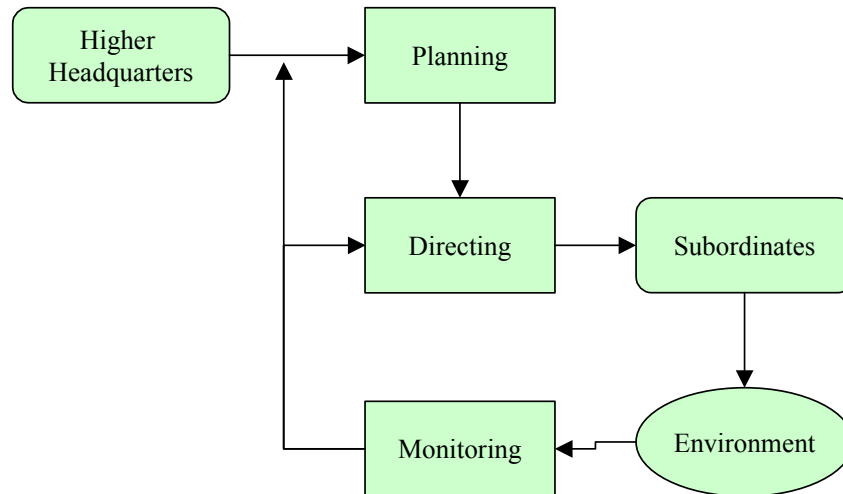 Higher
Headquarters
Planning
Directing
Subordinates
Monitoring
Environment